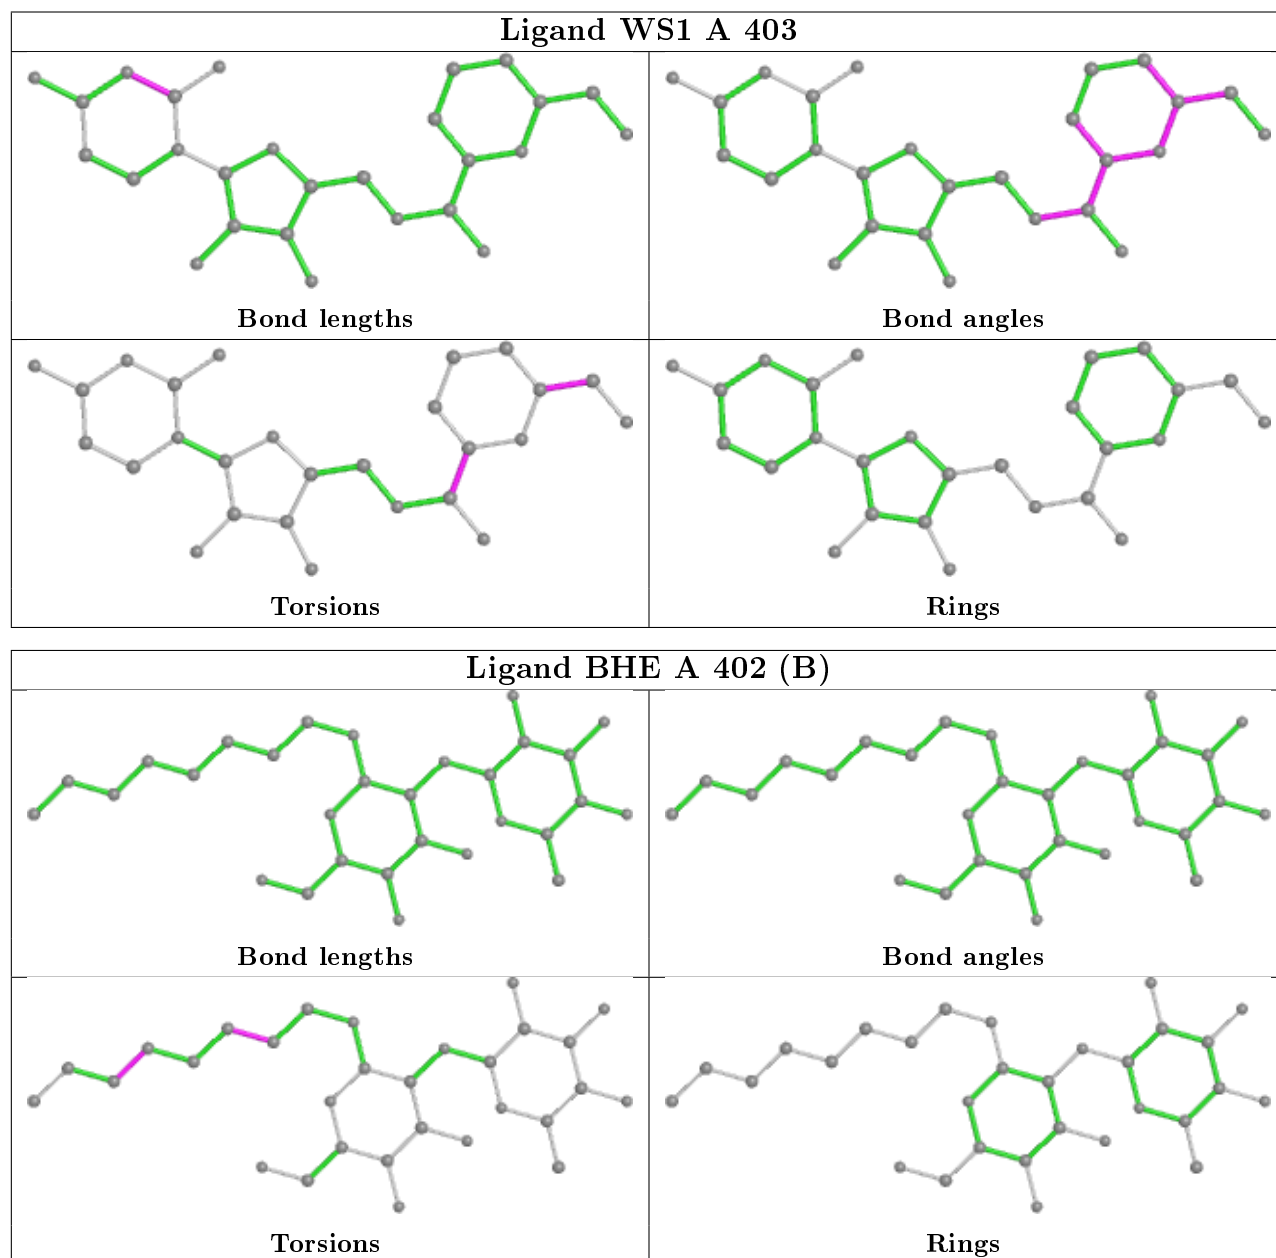 Ligand WS1 A 403
Bond lengths
Bond angles
Torsions
Rings
Ligand BHE A 402 (B)
Bond lengths
Bond angles
Torsions
Rings